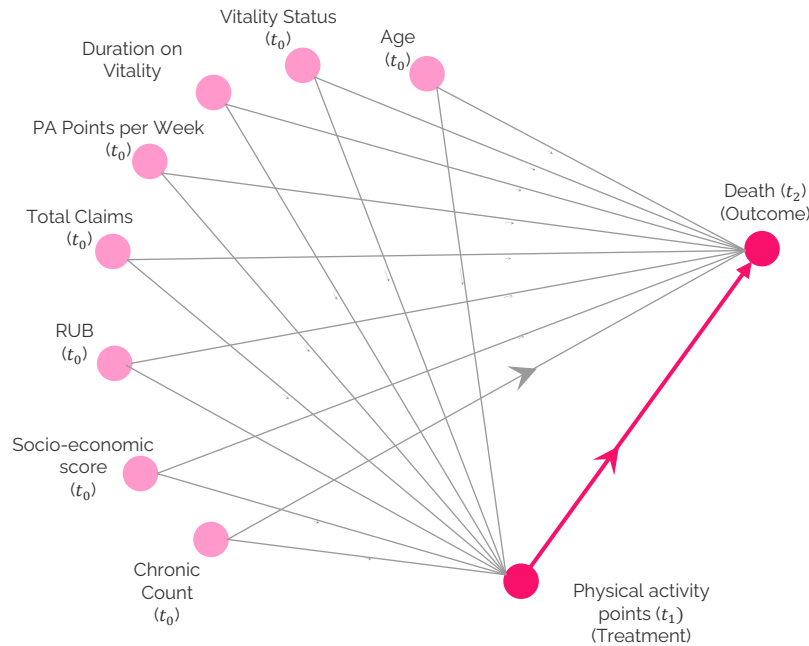 Vitality Status
(t₀)
Age
(t₀)
Duration on
Vitality
PA Points per Week
(t₀)
Total Claims
(t₀)
RUB
(t₀)
Socio-economic
score
(t₀)
Chronic
Count
(t₀)
Death (t₂)
(Outcome)
Physical activity
points (t₁)
(Treatment)